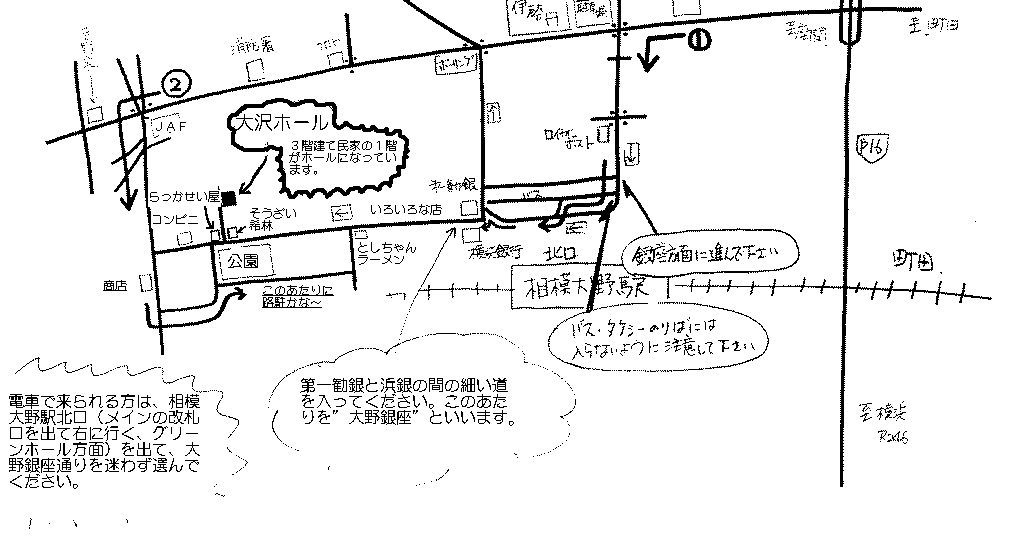 伊勢丹
①
至 町田
消防署
ボーリング
②
JAF
大沢ホール
3階建て民家の1階
がホールになってい
ます。
R16
バス
第一勧銀
らっかせい屋
コンビニ
そうざい
希林
いろいろな店
としちゃん
ラーメン
横浜銀行
北口
銀座方面に進んで下さい
公園
商店
このあたりに
路駐かな～
相模大野駅
町田
バス・タクシーのりばには
入らないように注意して下さい
第一勧銀と浜銀の間の細い道
を入ってください。このあた
りを”大野銀座”といいます。
電車で来られる方は、相模
大野駅北口（メインの改札
口を出て右に行く、グリー
ンホール方面）を出て、大
野銀座通りを迷わず選んで
ください。
至横浜
R246